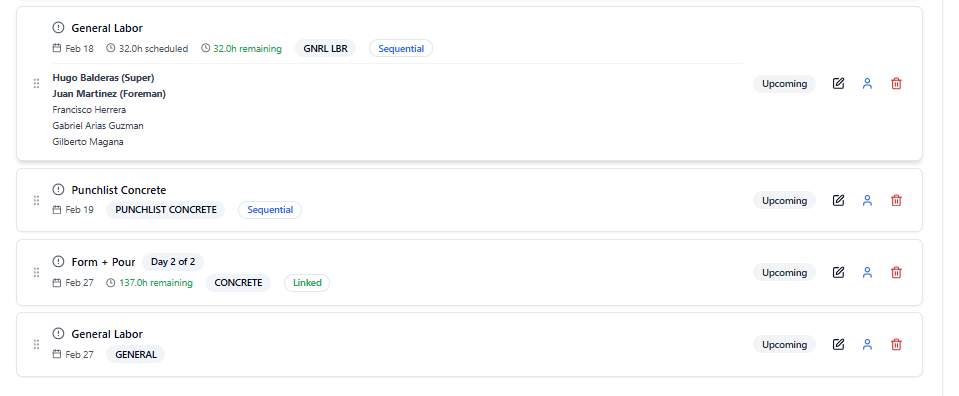 General Labor
Feb 18 32.0h scheduled 32.0h remaining GNRL LBR Sequential
Hugo Balderas (Super)
Juan Martinez (Foreman)
Francisco Herrera
Gabriel Arias Guzman
Gilberto Magana
Upcoming
Punchlist Concrete
Feb 19 PUNCHLIST CONCRETE Sequential
Upcoming
Form + Pour Day 2 of 2
Feb 27 137.0h remaining CONCRETE Linked
Upcoming
General Labor
Feb 27 GENERAL
Upcoming